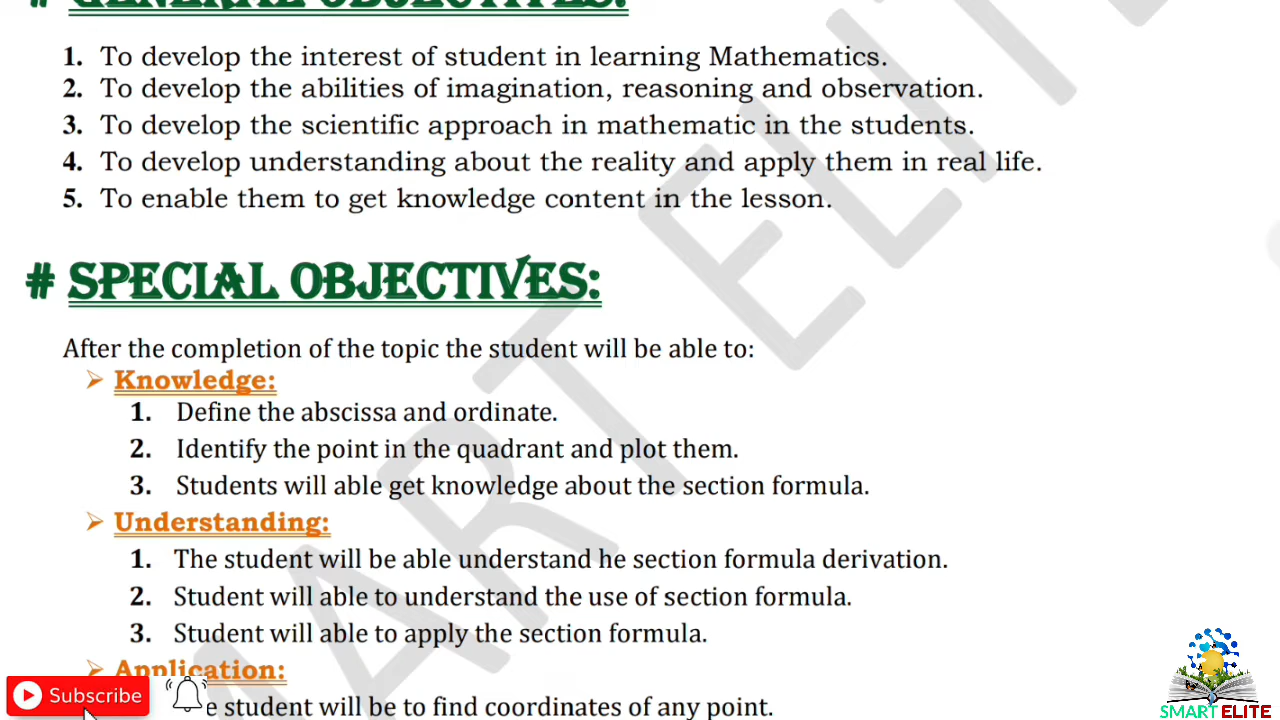 # GENERAL OBJECTIVES:
1. To develop the interest of student in learning Mathematics.
2. To develop the abilities of imagination, reasoning and observation.
3. To develop the scientific approach in mathematic in the students.
4. To develop understanding about the reality and apply them in real life.
5. To enable them to get knowledge content in the lesson.
# SPECIAL OBJECTIVES:
After the completion of the topic the student will be able to:
➢ Knowledge:
1. Define the abscissa and ordinate.
2. Identify the point in the quadrant and plot them.
3. Students will able get knowledge about the section formula.
➢ Understanding:
1. The student will be able understand he section formula derivation.
2. Student will able to understand the use of section formula.
3. Student will able to apply the section formula.
➢ Application:
e student will be to find coordinates of any point.
Subscribe
SMART ELITE
SMART ELITE